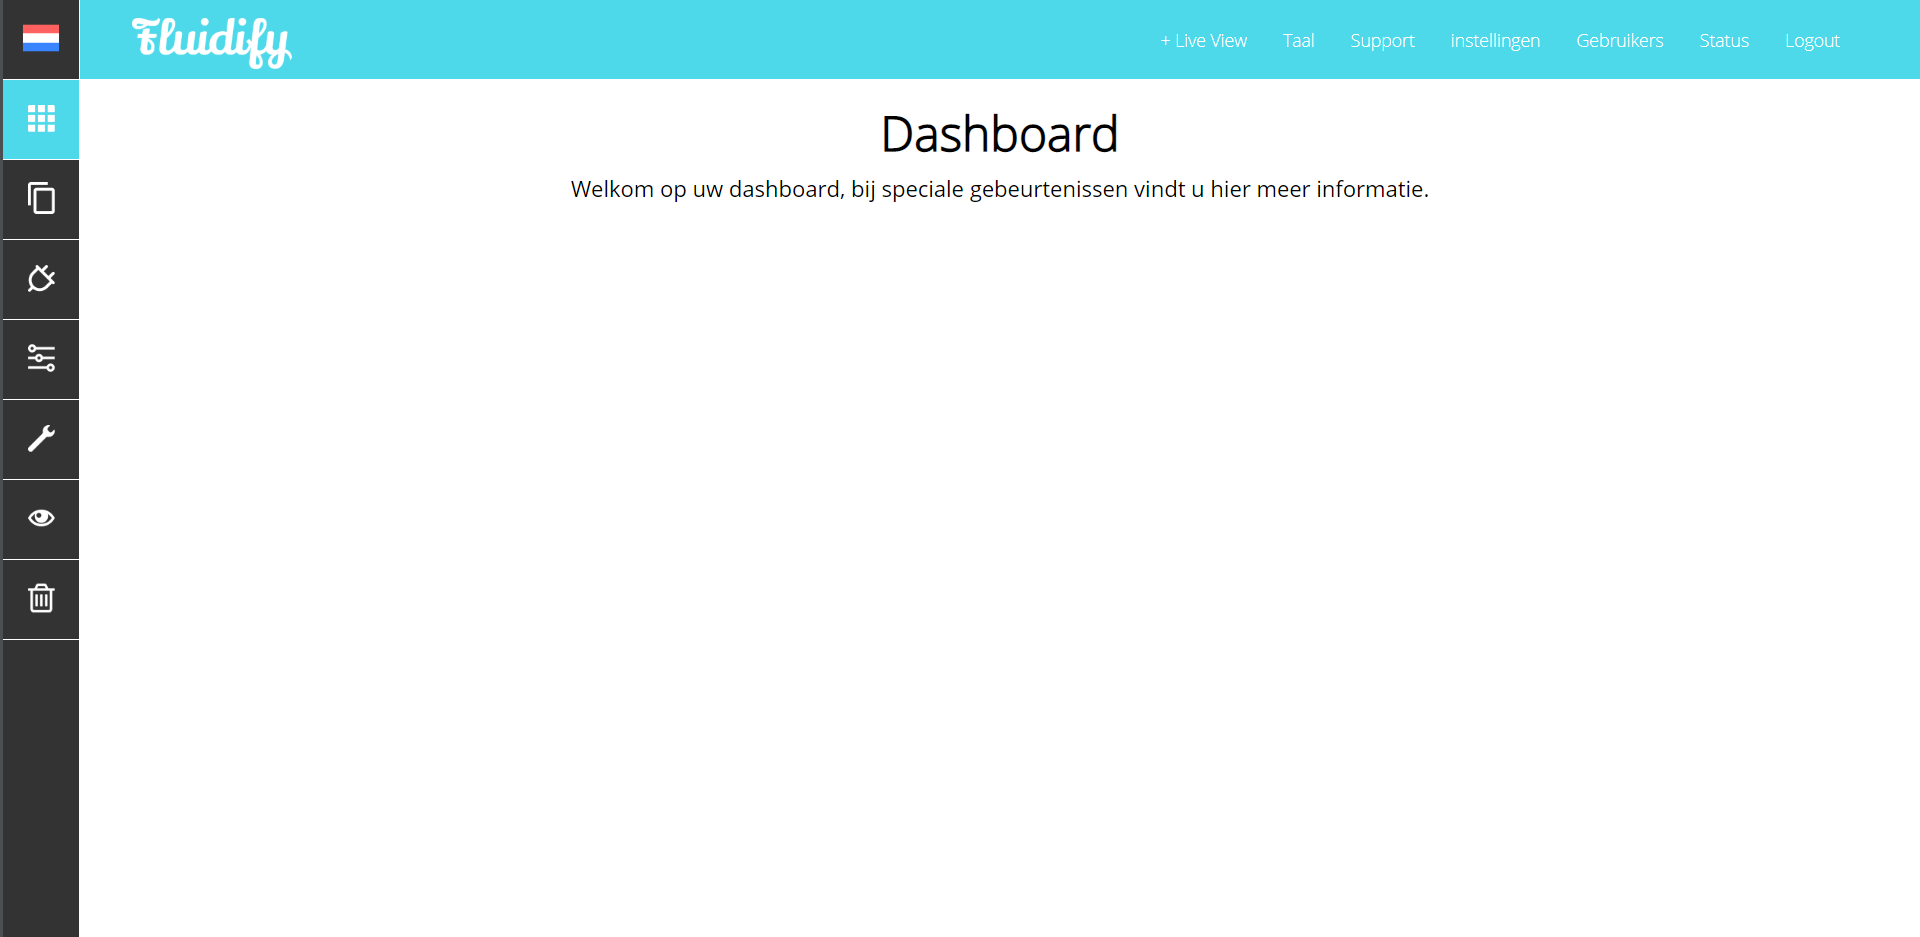 Fluidify
+ Live View Taal Support instellingen Gebruikers Status Logout
Dashboard
Welkom op uw dashboard, bij speciale gebeurtenissen vindt u hier meer informatie.